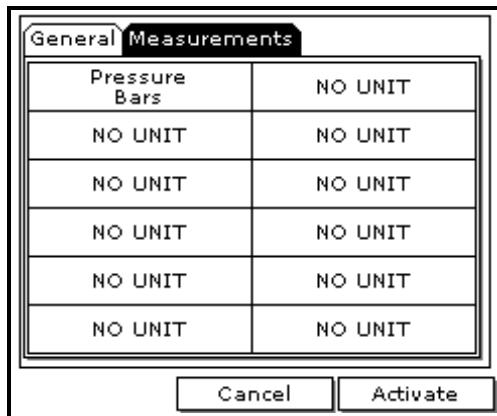 General Measurements
Pressure
Bars
NO UNIT
NO UNIT NO UNIT
NO UNIT NO UNIT
NO UNIT NO UNIT
NO UNIT NO UNIT
NO UNIT NO UNIT
Cancel Activate